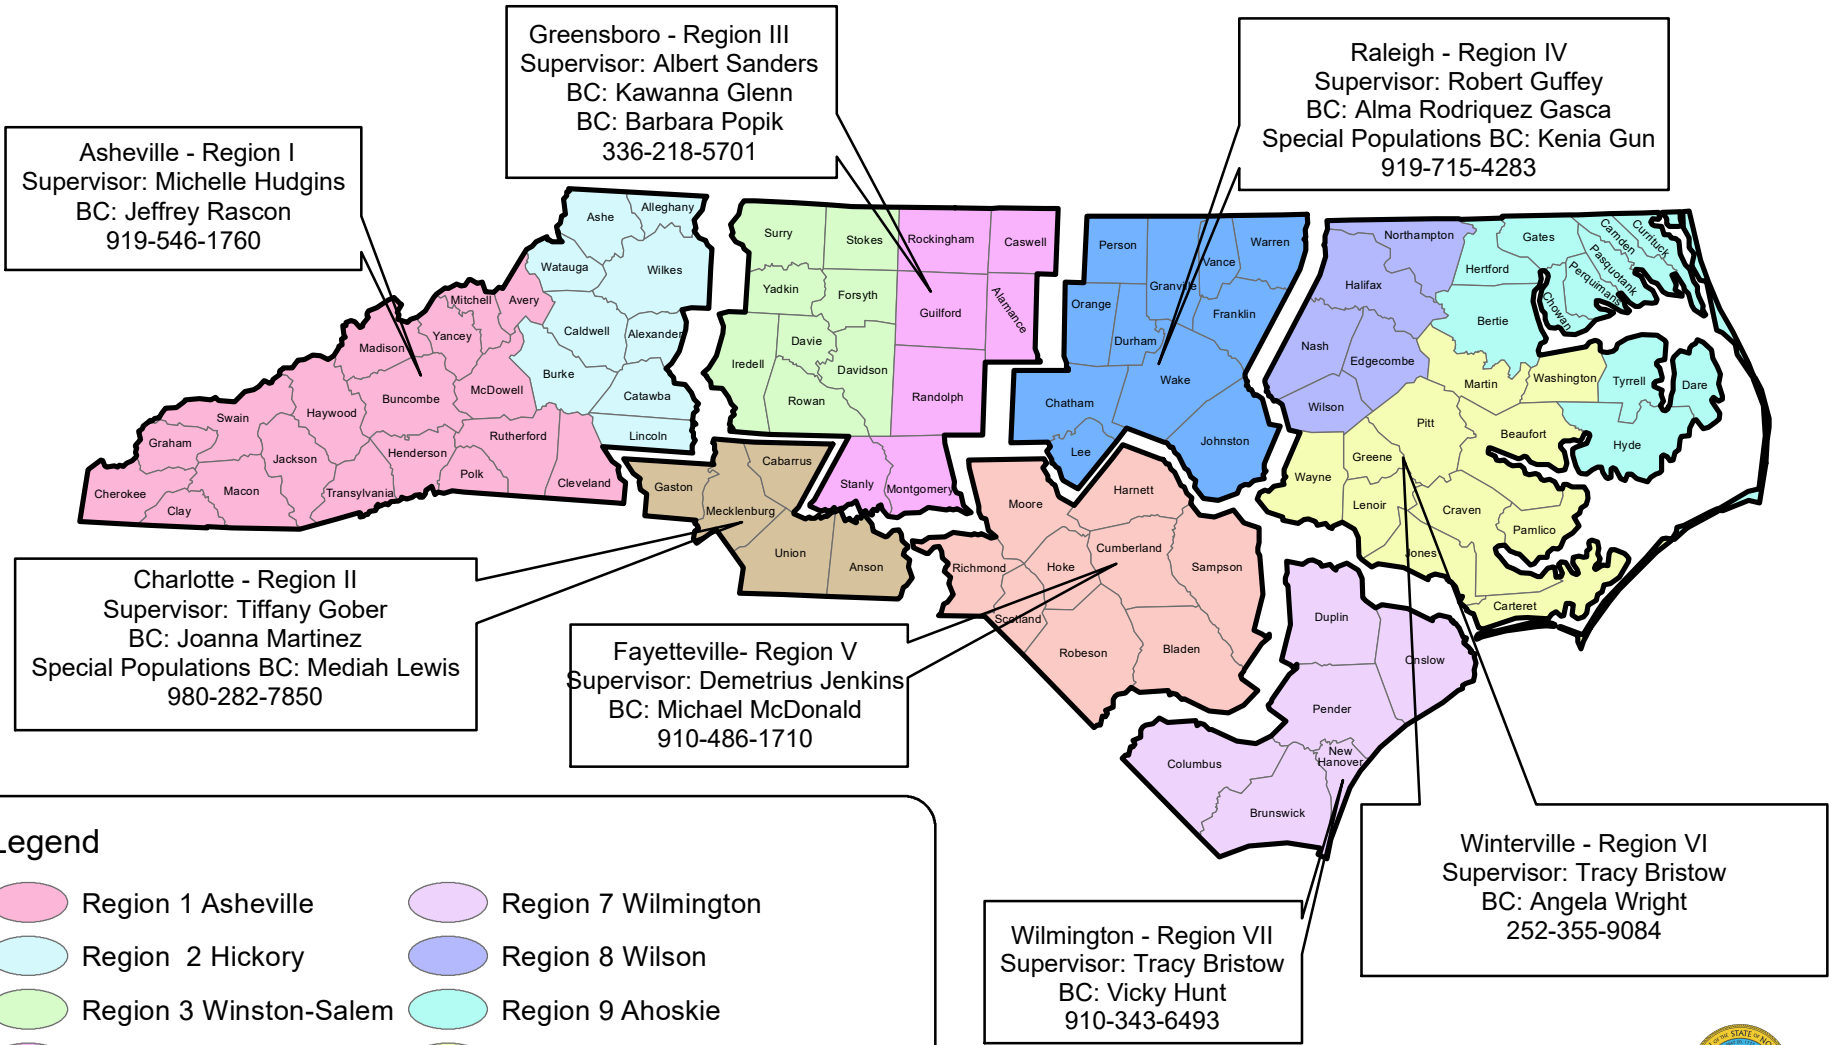 Greensboro - Region III
Supervisor: Albert Sanders
BC: Kawanna Glenn
BC: Barbara Popik
336-218-5701
Raleigh - Region IV
Supervisor: Robert Guffey
BC: Alma Rodriquez Gasca
Special Populations BC: Kenia Gun
919-715-4283
Asheville - Region I
Supervisor: Michelle Hudgins
BC: Jeffrey Rascon
919-546-1760
Ashe
Alleghany
Watauga
Wilkes
Mitchell
Avery
Yancey
Madison
Caldwell
Alexander
Burke
Buncombe
McDowell
Catawba
Haywood
Swain
Lincoln
Graham
Jackson
Henderson
Rutherford
Polk
Cleveland
Cherokee
Macon
Transylvania
Clay
Surry
Stokes
Rockingham
Caswell
Yadkin
Forsyth
Guilford
Alamance
Davie
Iredell
Davidson
Rowan
Randolph
Stanly
Montgomery
Gaston
Cabarrus
Mecklenburg
Union
Anson
Person
Granville
Vance
Warren
Orange
Durham
Franklin
Wake
Chatham
Lee
Johnston
Moore
Harnett
Cumberland
Richmond
Hoke
Sampson
Scotland
Robeson
Bladen
Northampton
Gates
Camden
Currituck
Pasquotank
Perquimans
Chowan
Hertford
Halifax
Bertie
Nash
Edgecombe
Martin
Washington
Tyrrell
Dare
Wilson
Pitt
Beaufort
Hyde
Greene
Wayne
Lenoir
Craven
Pamlico
Jones
Carteret
Duplin
Onslow
Pender
New
Hanover
Columbus
Brunswick
Charlotte - Region II
Supervisor: Tiffany Gober
BC: Joanna Martinez
Special Populations BC: Mediah Lewis
980-282-7850
Fayetteville- Region V
Supervisor: Demetrius Jenkins
BC: Michael McDonald
910-486-1710
Winterville - Region VI
Supervisor: Tracy Bristow
BC: Angela Wright
252-355-9084
Wilmington - Region VII
Supervisor: Tracy Bristow
BC: Vicky Hunt
910-343-6493
Legend
Region 1 Asheville
Region 2 Hickory
Region 3 Winston-Salem
Region 7 Wilmington
Region 8 Wilson
Region 9 Ahoskie